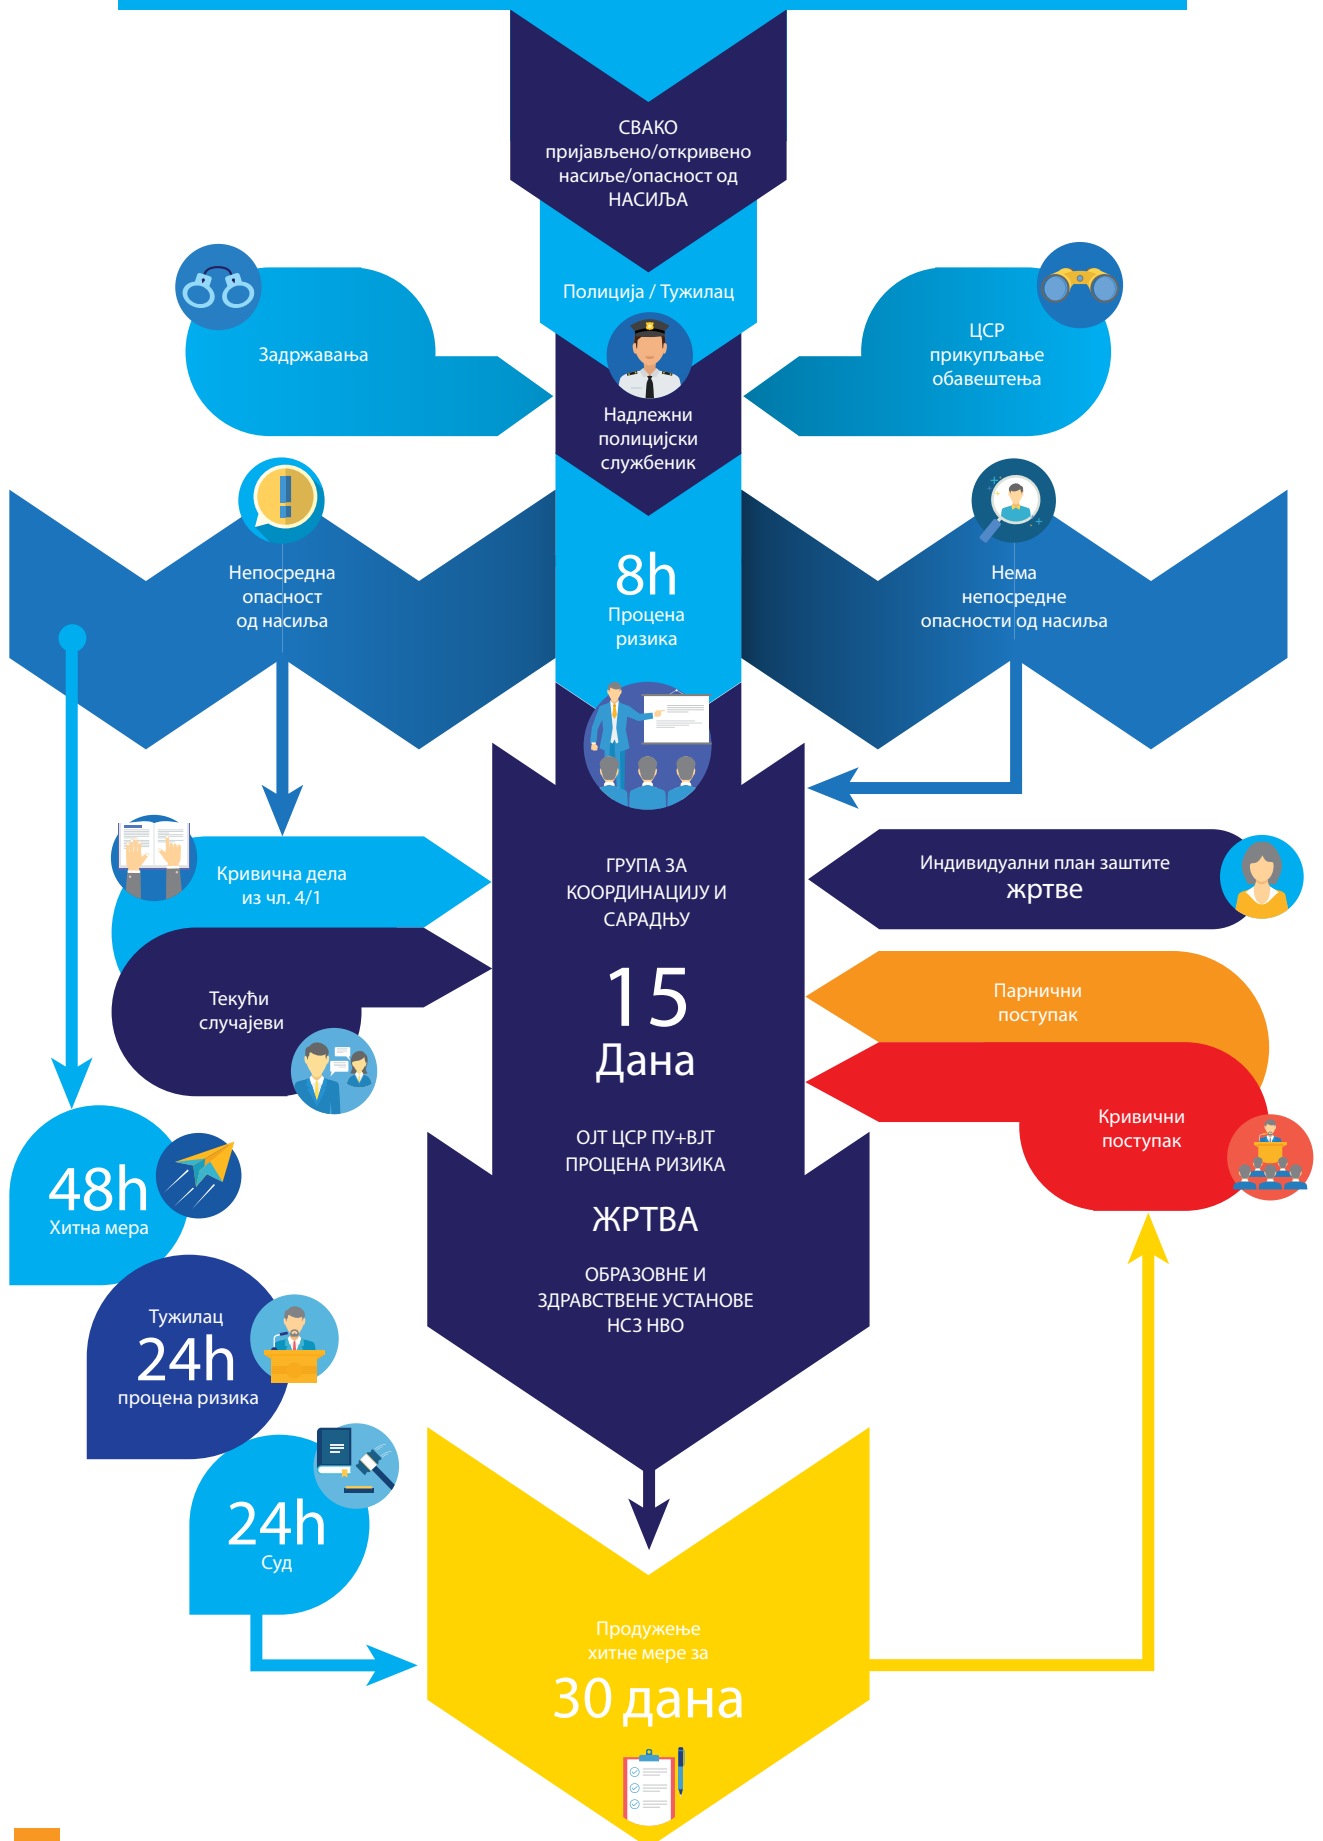 СВАКО
пријављено/откривено
насиље/опасност од
НАСИЉА
Полиција / Тужилац
Задржавања
ЦСР
прикупљање
обавештења
Надлежни
полицијски
службеник
Непосредна
опасност
од насиља
8h
Процена
ризика
Нема
непосредне
опасности од насиља
Кривична дела
из чл. 4/1
Текући
случајеви
ГРУПА ЗА
КООРДИНАЦИЈУ И
САРАДЊУ
15
Дана
ОЈТ ЦСР ПУ+ВЈТ
ПРОЦЕНА РИЗИКА
ЖРТВА
ОБРАЗОВНЕ И
ЗДРАВСТВЕНЕ УСТАНОВЕ
НСЗ НВО
Индивидуални план заштите
жртве
Парнични
поступак
Кривични
поступак
48h
Хитна мера
Тужилац
24h
процена ризика
24h
Суд
Продужење
хитне мере за
30 дана